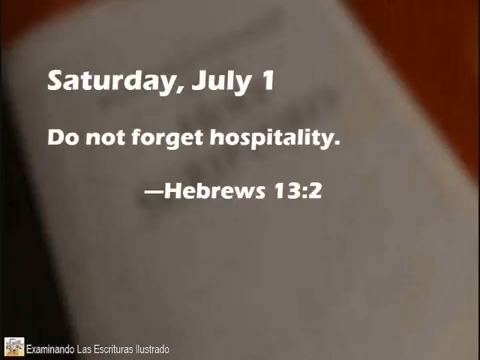 Saturday, July 1
Do not forget hospitality.
—Hebrews 13:2
Examinando Las Escrituras Ilustrado